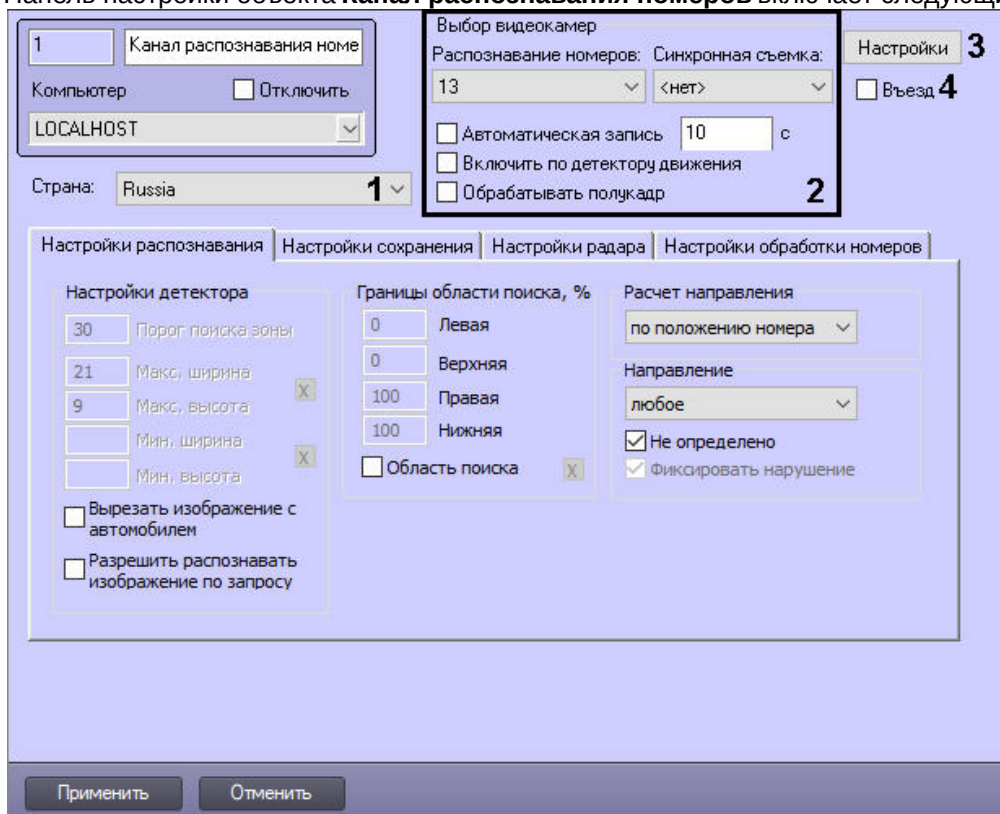 Панель настройки объекта Канал распознавания номеров включает следующи
1 Канал распознавания номе
Компьютер Отключить
LOCALHOST
Страна: Russia 1
Выбор видеокамер
Распознавание номеров: Синхронная съемка:
13 <нет>
Автоматическая запись 10 с
Включить по детектору движения
Обрабатывать полукадр 2
Настройки 3
Въезд 4
Настройки распознавания Настройки сохранения Настройки радара Настройки обработки номеров
Настройки детектора
30 Порог поиска зоны
21 Макс. ширина
9 Макс. высота
X
Мин. ширина
Мин. высота
X
Вырезать изображение с
автомобилем
Разрешить распознавать
изображение по запросу
Границы области поиска, %
0 Левая
0 Верхняя
100 Правая
100 Нижняя
Область поиска X
Расчет направления
по положению номера
Направление
любое
Не определено
Фиксировать нарушение
Применить Отменить